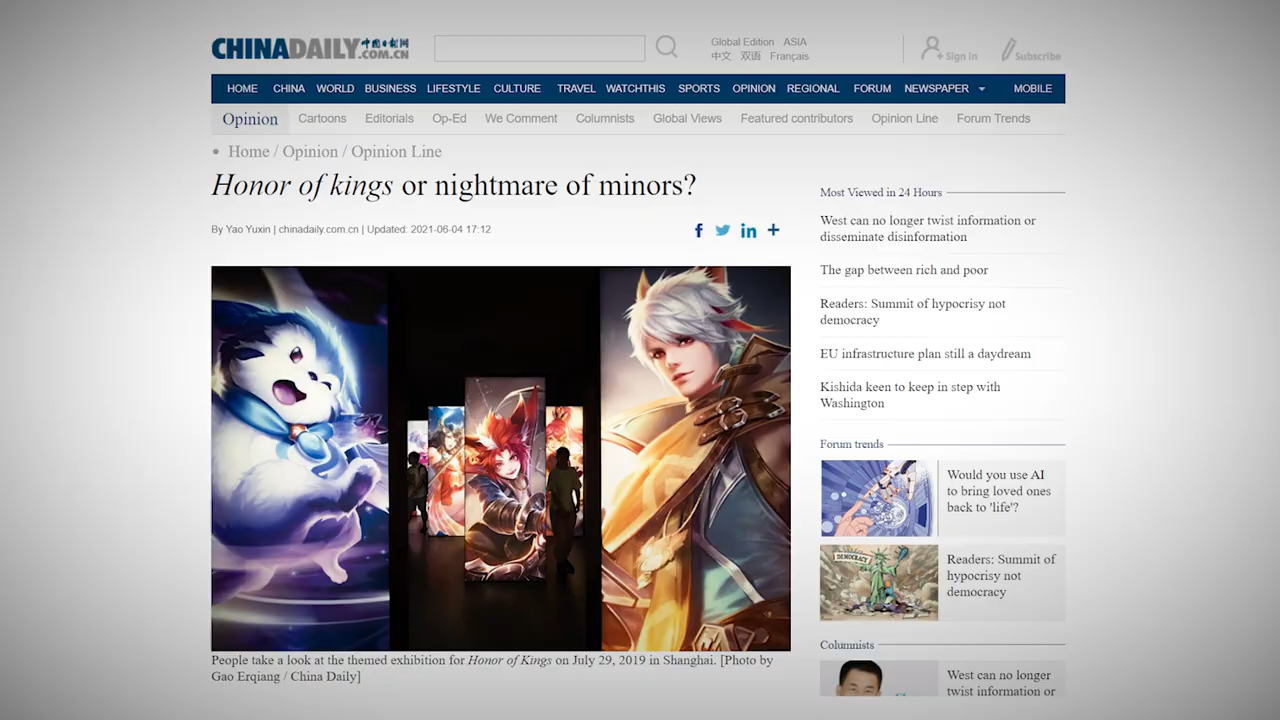 CHINADAILY 中国日报网
.COM.CN
Global Edition ASIA
中文 双语 Français
Sign in
Subscribe
HOME CHINA WORLD BUSINESS LIFESTYLE CULTURE TRAVEL WATCHTHIS SPORTS OPINION REGIONAL FORUM NEWSPAPER MOBILE
Opinion Cartoons Editorials Op-Ed We Comment Columnists Global Views Featured contributors Opinion Line Forum Trends
Home / Opinion / Opinion Line
Honor of kings or nightmare of minors?
By Yao Yuxin | chinadaily.com.cn | Updated: 2021-06-04 17:12
People take a look at the themed exhibition for Honor of Kings on July 29, 2019 in Shanghai. [Photo by
Gao Erqiang / China Daily]
Most Viewed in 24 Hours
West can no longer twist information or
disseminate disinformation
The gap between rich and poor
Readers: Summit of hypocrisy not
democracy
EU infrastructure plan still a daydream
Kishida keen to keep in step with
Washington
Forum trends
Would you use AI
to bring loved ones
back to 'life'?
DEMOCRACY
Readers: Summit of
hypocrisy not
democracy
Columnists
West can no longer
twist information or